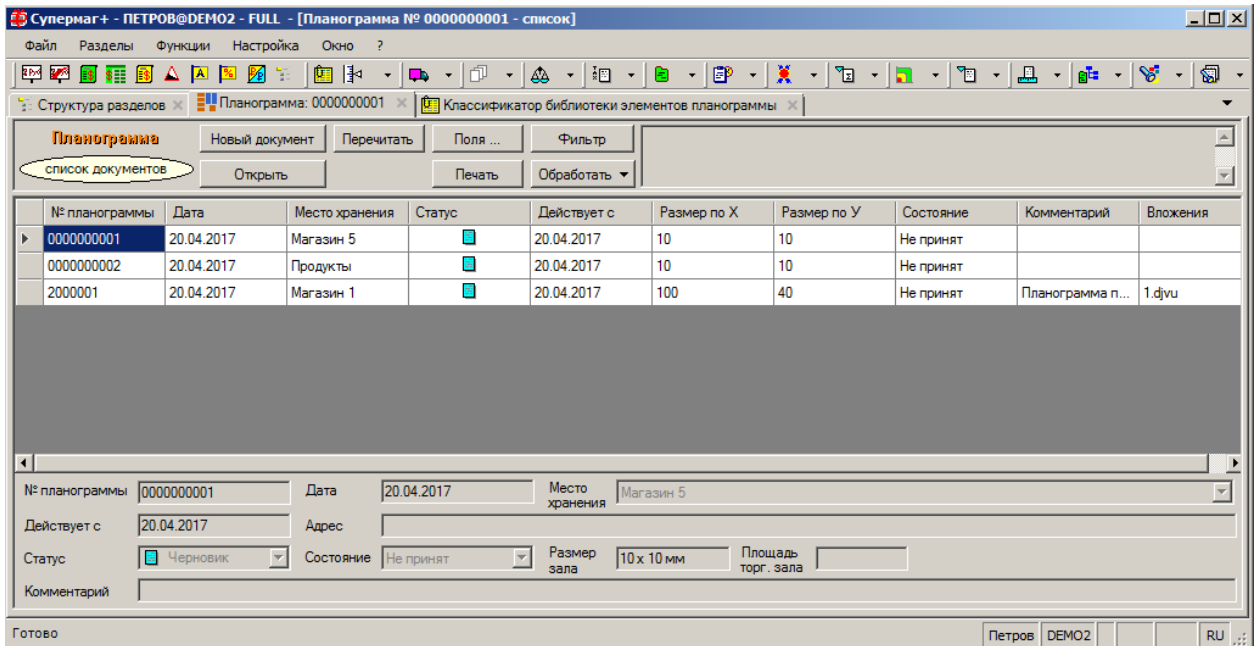 Супермаг+ - ПЕТРОВ@DEMO2 - FULL - [Планограмма № 0000000001 - список]
Файл Разделы Функции Настройка Окно ?
Структура разделов Планограмма: 0000000001 Классификатор библиотеки элементов планограммы
Планограмма Новый документ Перечитать Поля ... Фильтр
список документов Открыть Печать Обработать
№ планограммы Дата Место хранения Статус Действует с Размер по X Размер по У Состояние Комментарий Вложения
0000000001 20.04.2017 Магазин 5 20.04.2017 10 10 Не принят
0000000002 20.04.2017 Продукты 20.04.2017 10 10 Не принят
2000001 20.04.2017 Магазин 1 20.04.2017 100 40 Не принят Планограмма п... 1.djvu
№ планограммы 0000000001 Дата 20.04.2017 Место хранения Магазин 5
Действует с 20.04.2017 Адрес
Статус Черновик Состояние Не принят Размер зала 10 x 10 мм Площадь торг. зала
Комментарий
Готово Петров DEMO2 RU